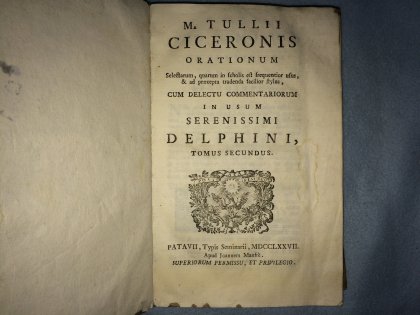 M. TULLII
CICERONIS
ORATIONUM
Selectarum, quarum in scholis est frequentior usus,
& ad præcepta tradenda facilior stylus,
CUM DELECTU COMMENTARIORUM
IN USUM
SERENISSIMI
DELPHINI,
TOMUS SECUNDUS.
PATAVII, Typis Seminarii, MDCCLXXVII.
Apud Joannem Manfrè.
SUPERIORUM PERMISSU, ET PRIVILEGIO.